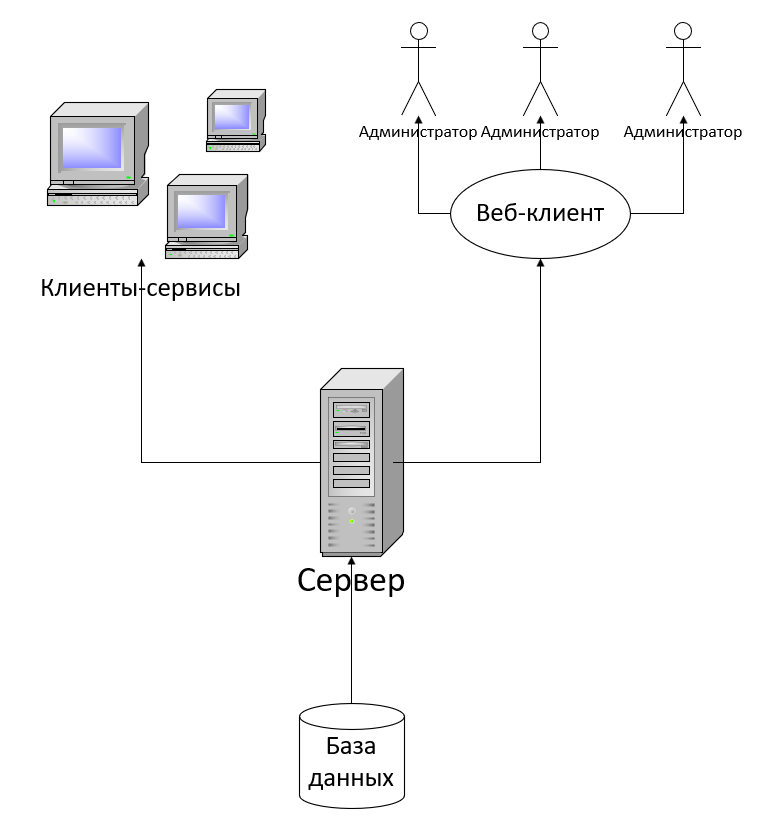 Администратор Администратор Администратор
Веб-клиент
Клиенты-сервисы
Сервер
База
данных